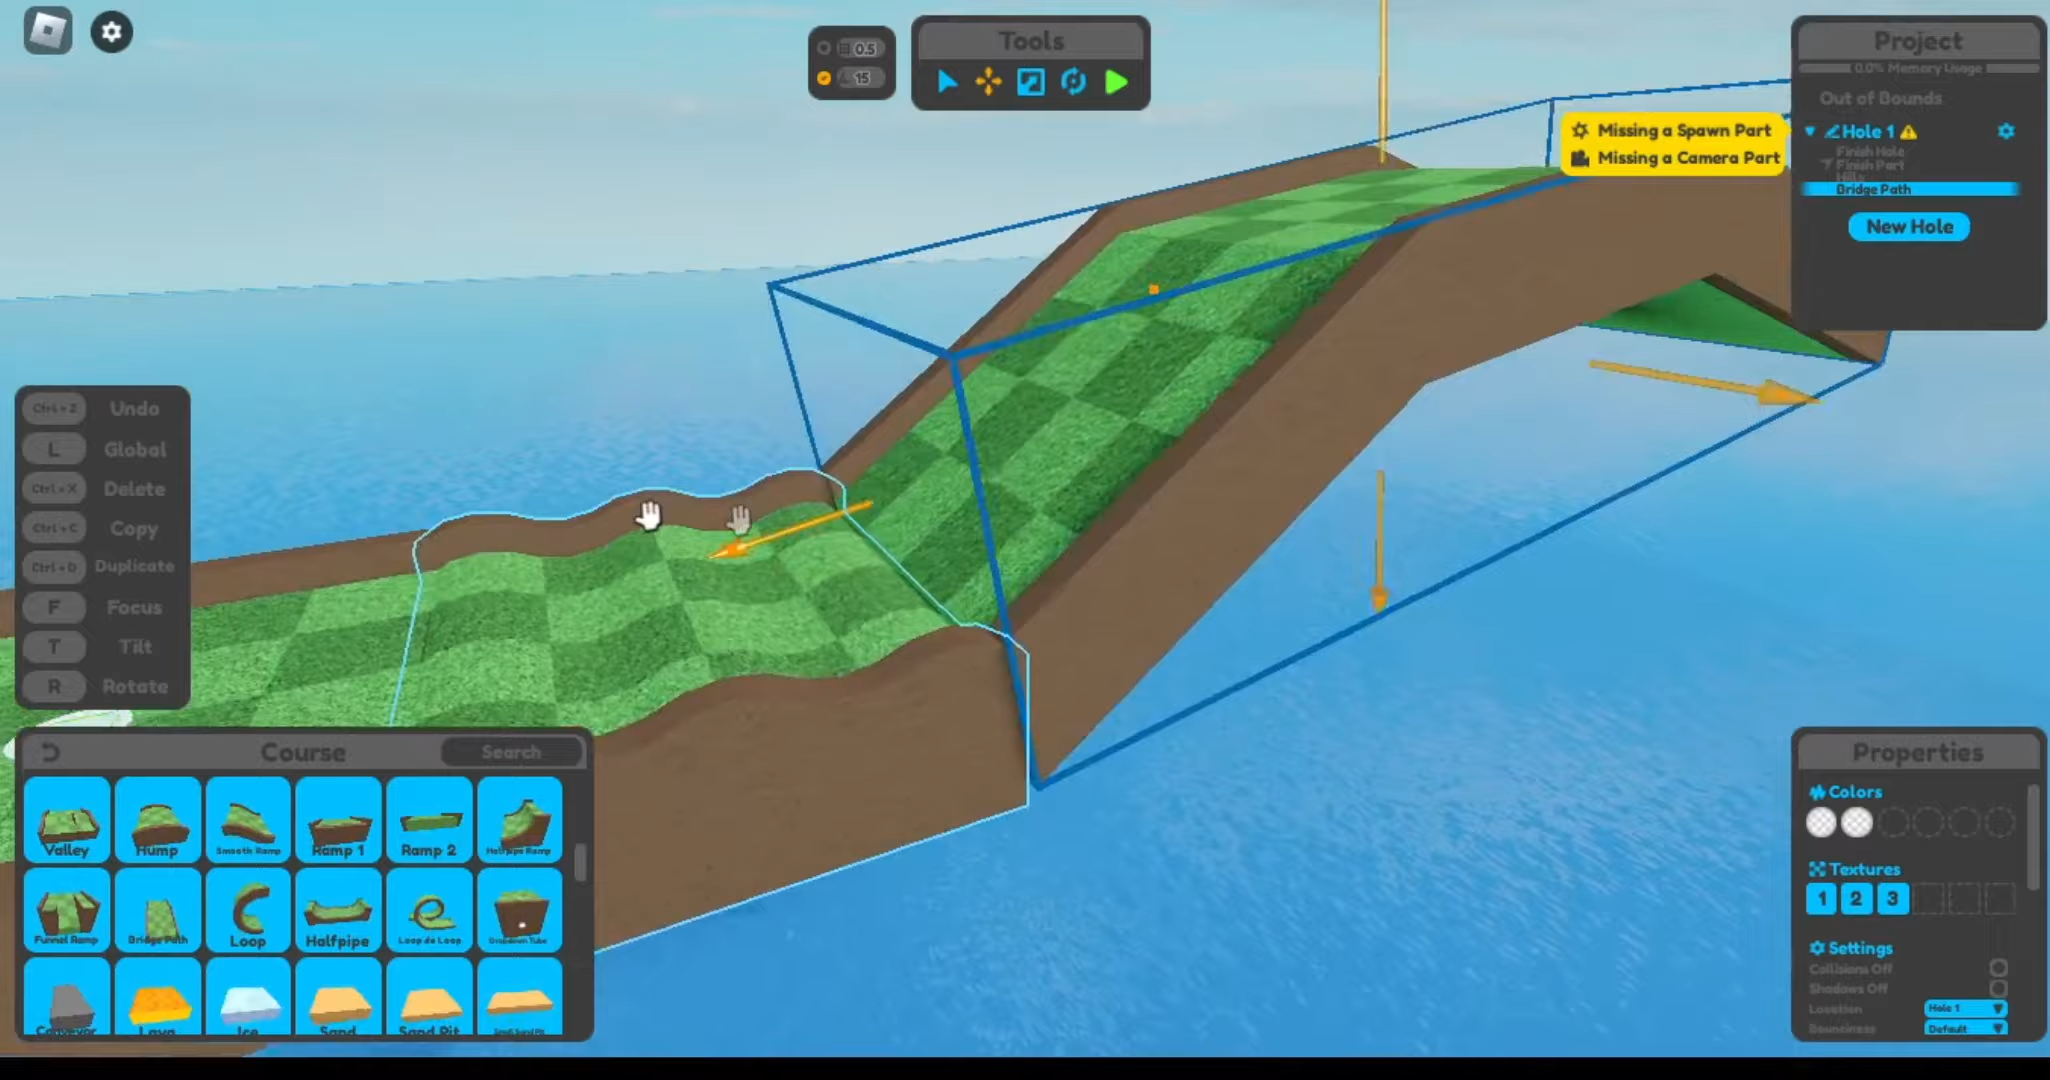 Tools
0.5
15
Project
0.0% Memory Usage
Out of Bounds
Hole 1
Finish Hole
Finish Part
Hills
Bridge Path
New Hole
Missing a Spawn Part
Missing a Camera Part
Ctrl + Z Undo
L Global
Ctrl + X Delete
Ctrl + C Copy
Ctrl + D Duplicate
F Focus
T Tilt
R Rotate
Course Search
Valley Hump Smooth Ramp Ramp 1 Ramp 2 Halfpipe Ramp
Funnel Ramp Bridge Path Loop Halfpipe Loop de Loop Dropdown Tube
Conveyor Lava Ice Sand Sand Pit Small Sand Pit
Properties
Colors
Textures
1 2 3
Settings
Collisions Off
Shadows Off
Location Hole 1
Bounciness Default